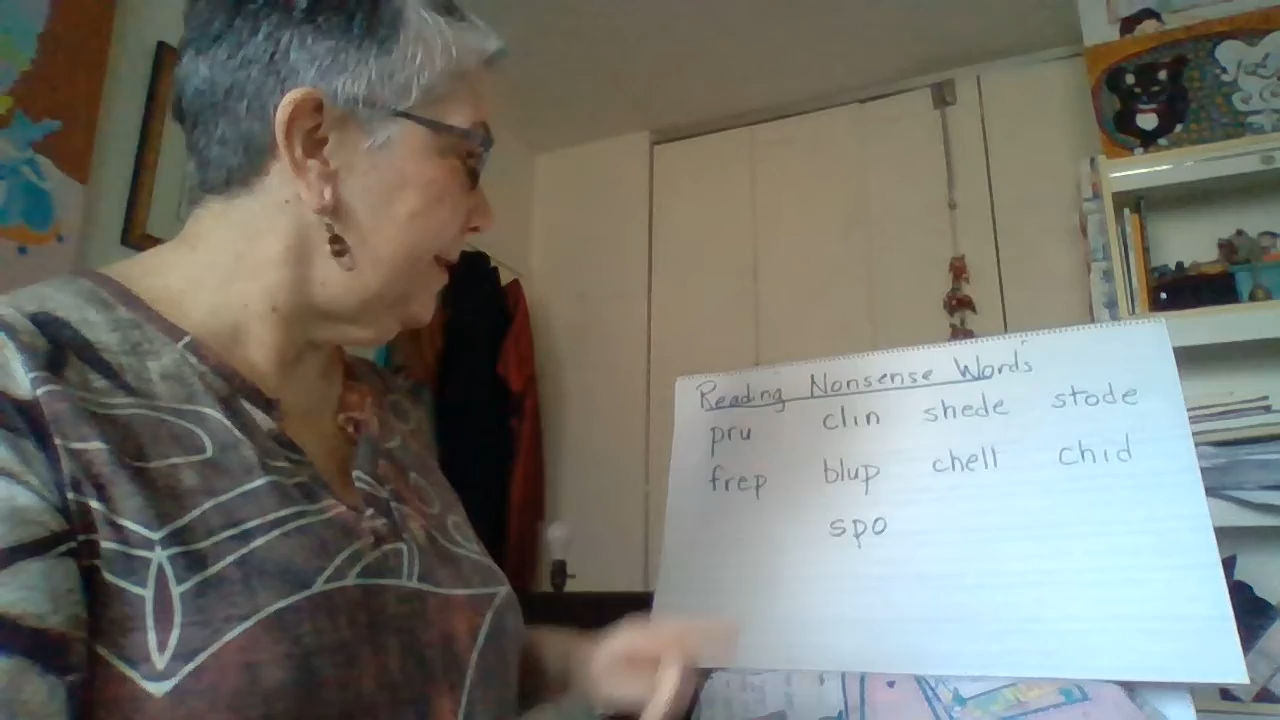 Reading Nonsense Words
pru clin shede stode
frep blup chell chid
spo